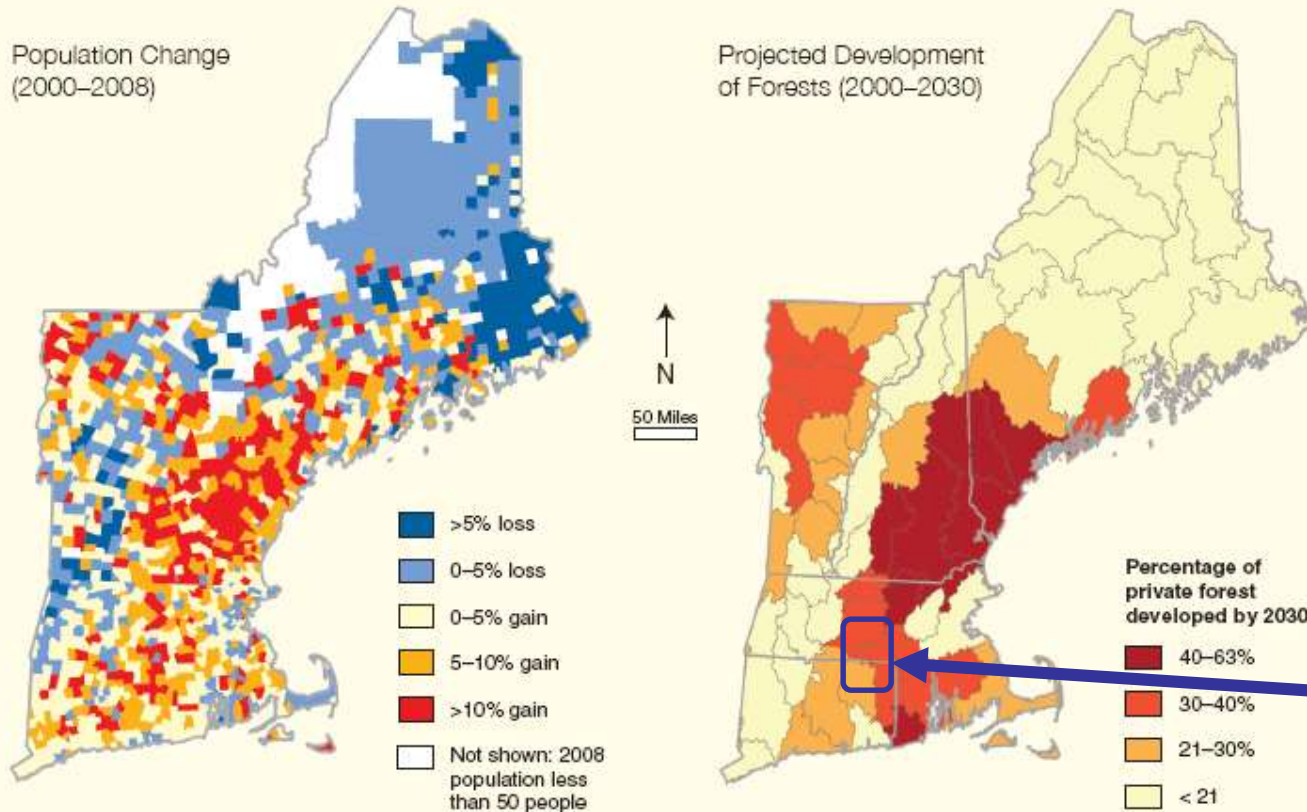 Population Change
(2000–2008)
>5% loss
0–5% loss
0–5% gain
5–10% gain
>10% gain
Not shown: 2008
population less
than 50 people
N
50 Miles
Projected Development
of Forests (2000–2030)
Percentage of
private forest
developed by 2030
40–63%
30–40%
21–30%
< 21